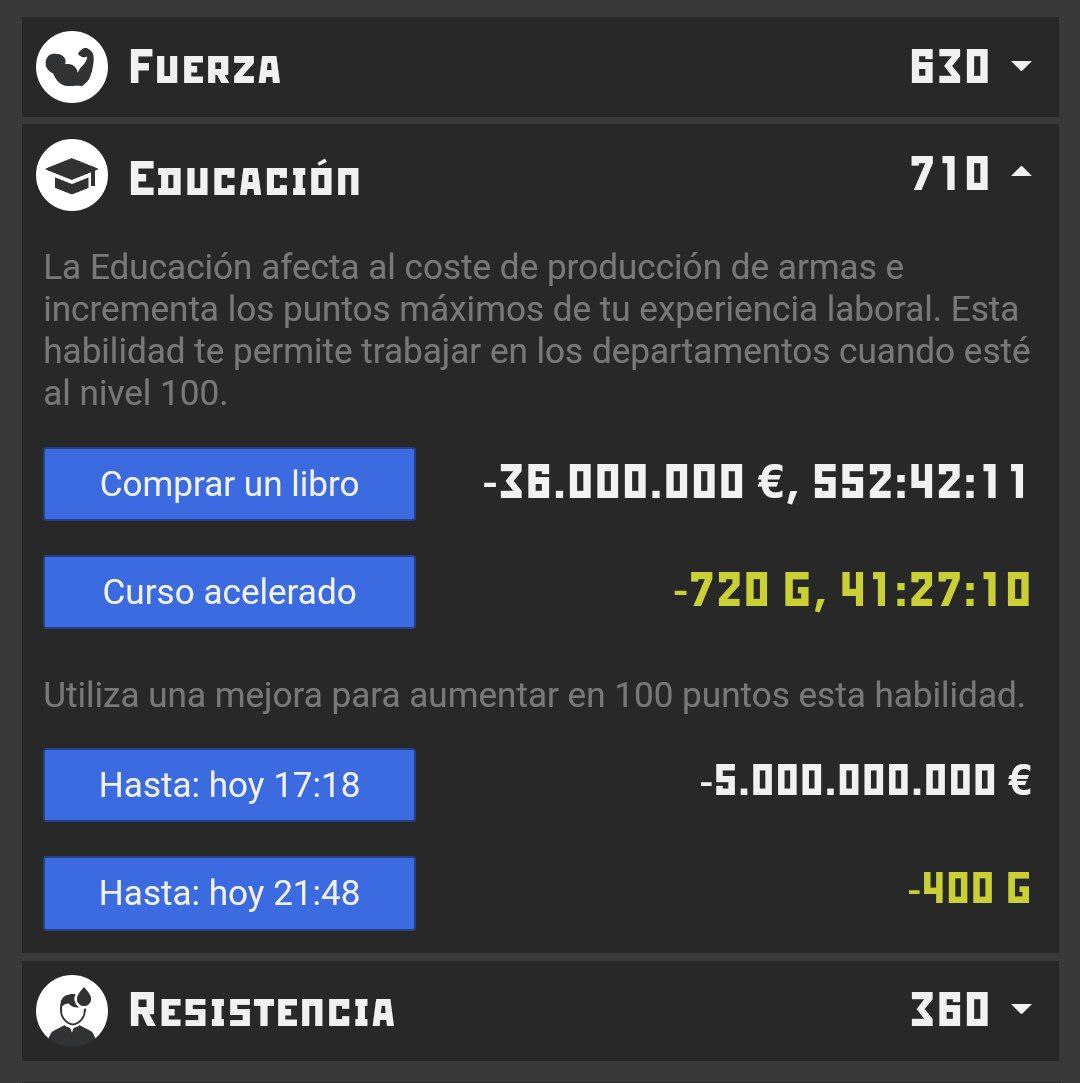 Fuerza 630
Educación 710
La Educación afecta al coste de producción de armas e
incrementa los puntos máximos de tu experiencia laboral. Esta
habilidad te permite trabajar en los departamentos cuando esté
al nivel 100.
Comprar un libro -36.000.000 €, 552:42:11
Curso acelerado -720 G, 41:27:10
Utiliza una mejora para aumentar en 100 puntos esta habilidad.
Hasta: hoy 17:18 -5.000.000.000 €
Hasta: hoy 21:48 -400 G
Resistencia 360